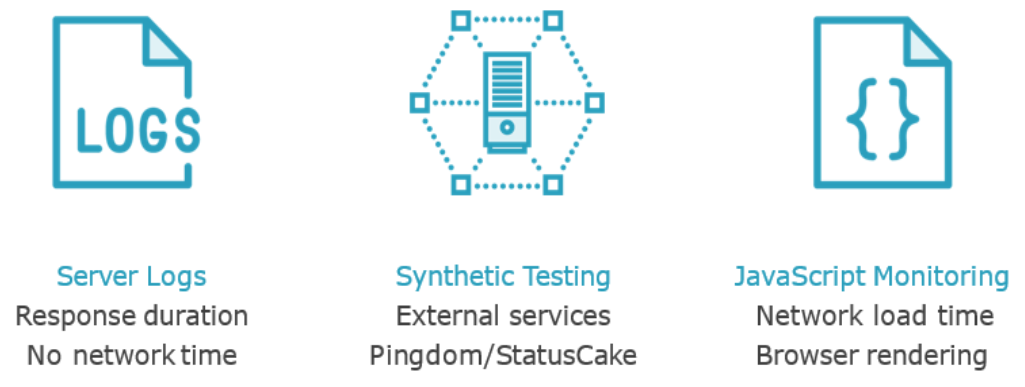 LOGS
{}
Server Logs
Response duration
No network time
Synthetic Testing
External services
Pingdom/StatusCake
JavaScript Monitoring
Network load time
Browser rendering